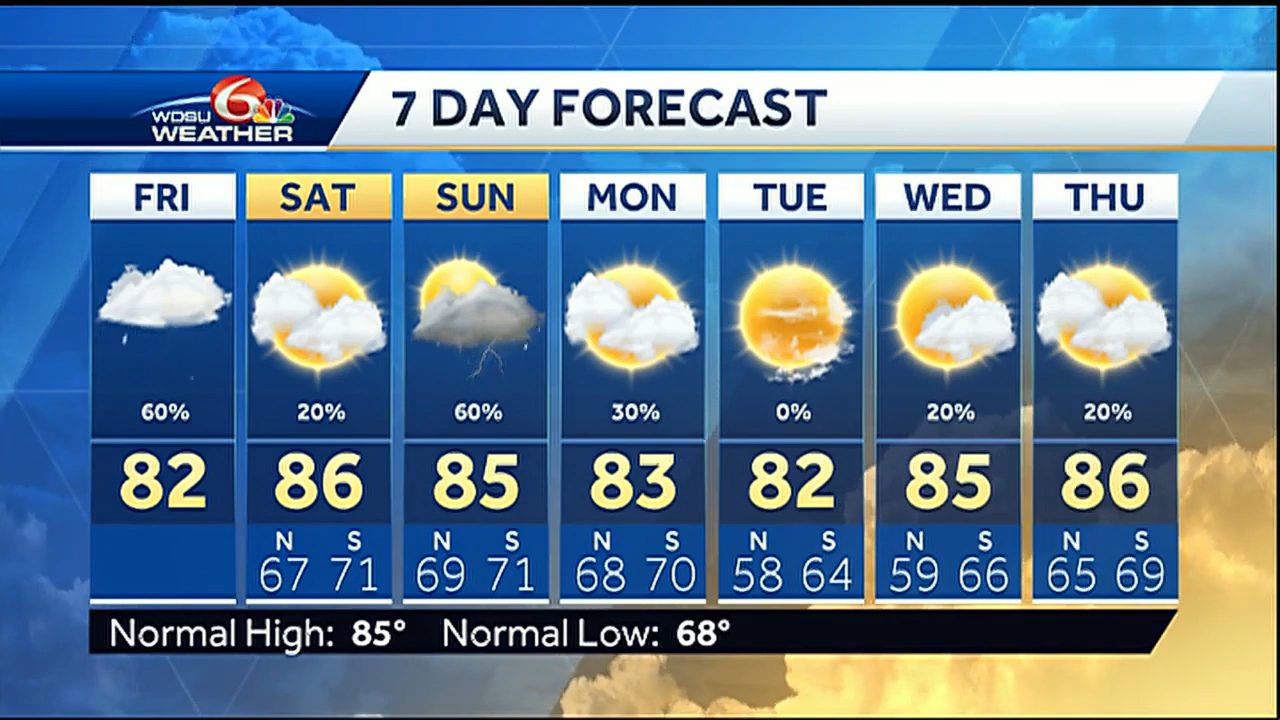 WDSU 6
WEATHER
7 DAY FORECAST
FRI SAT SUN MON TUE WED THU
60% 20% 60% 30% 0% 20% 20%
82 86 85 83 82 85 86
N S N S N S N S N S N S
67 71 69 71 68 70 58 64 59 66 65 69
Normal High: 85° Normal Low: 68°